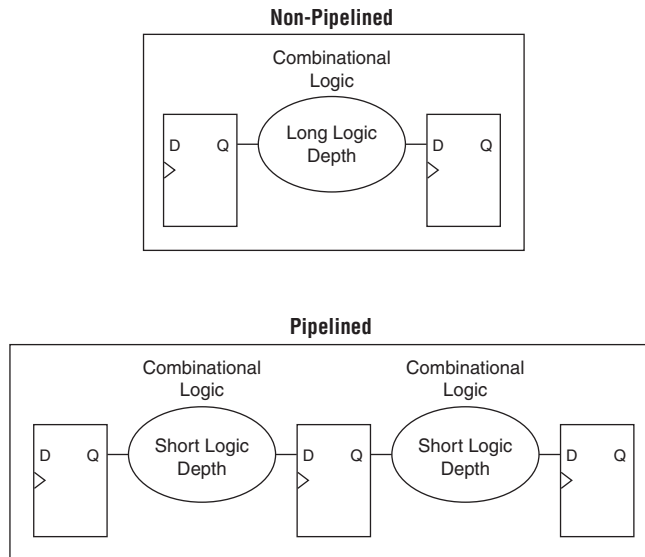 Non-Pipelined
Combinational
Logic
D Q
Long Logic
Depth
D Q
Pipelined
Combinational
Logic
Combinational
Logic
D Q
Short Logic
Depth
D Q
Short Logic
Depth
D Q